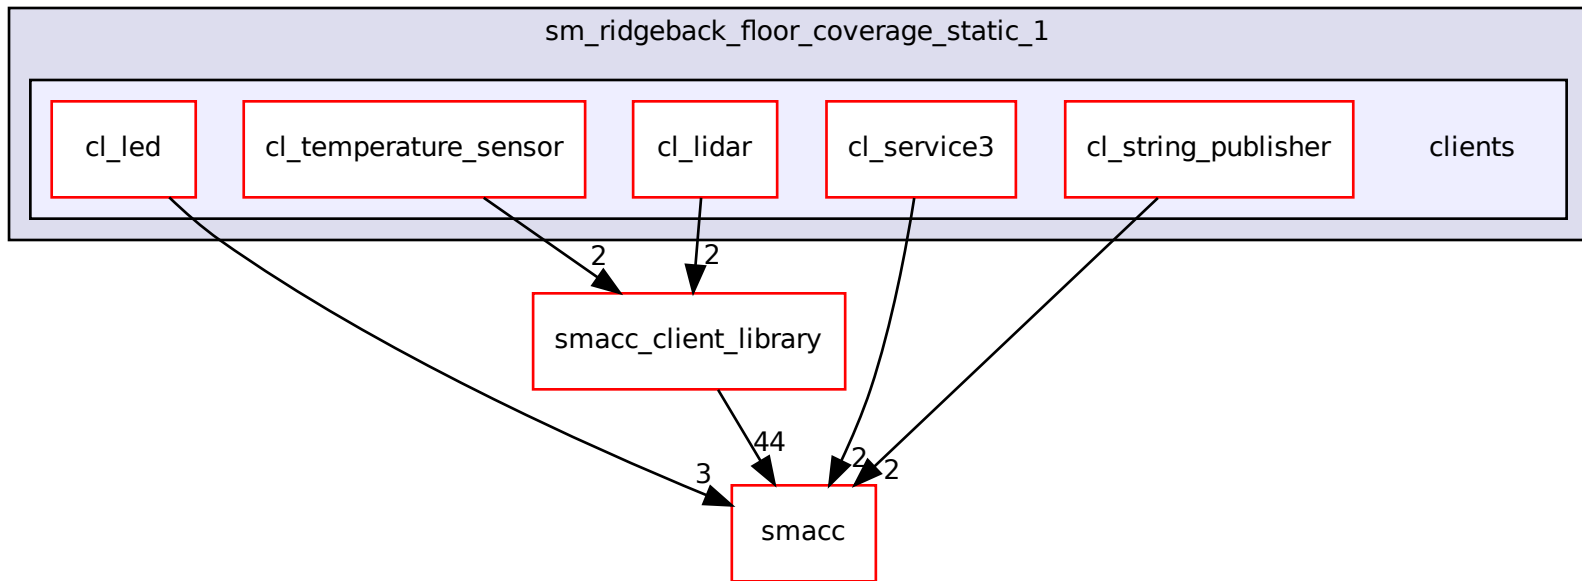 sm_ridgeback_floor_coverage_static_1
cl_led
cl_temperature_sensor
cl_lidar
cl_service3
cl_string_publisher
clients
2
2
smacc_client_library
44
3
2
2
smacc